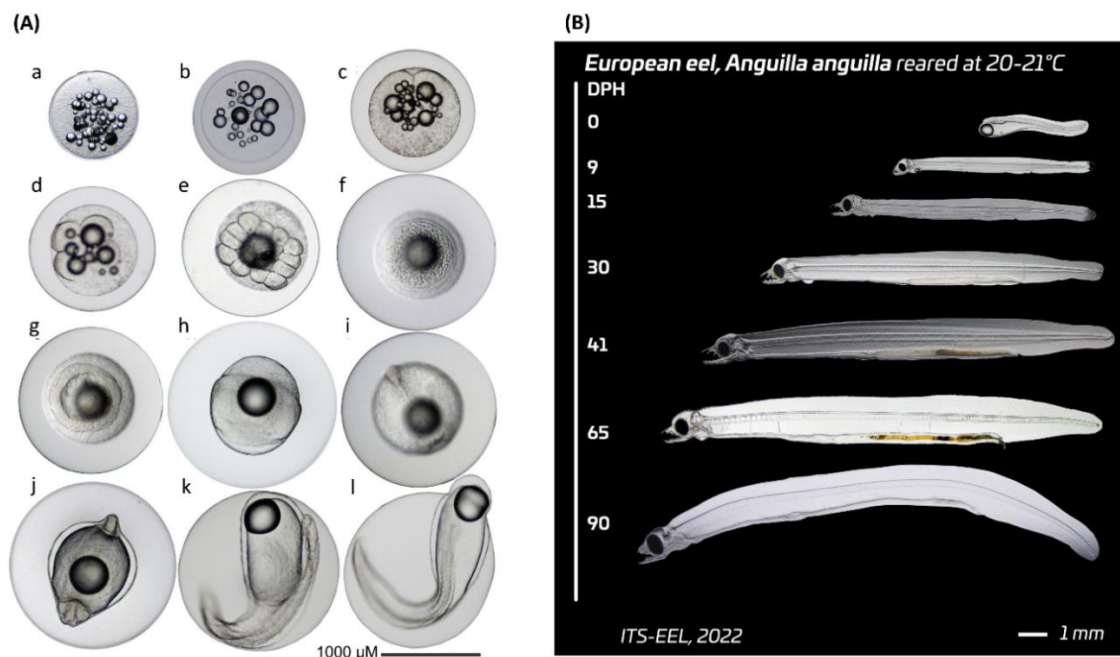 (A)
a
b
c
d
e
f
g
h
i
j
k
l
1000 µM
(B)
European eel, Anguilla anguilla reared at 20-21°C
DPH
0
9
15
30
41
65
90
ITS-EEL, 2022
1 mm